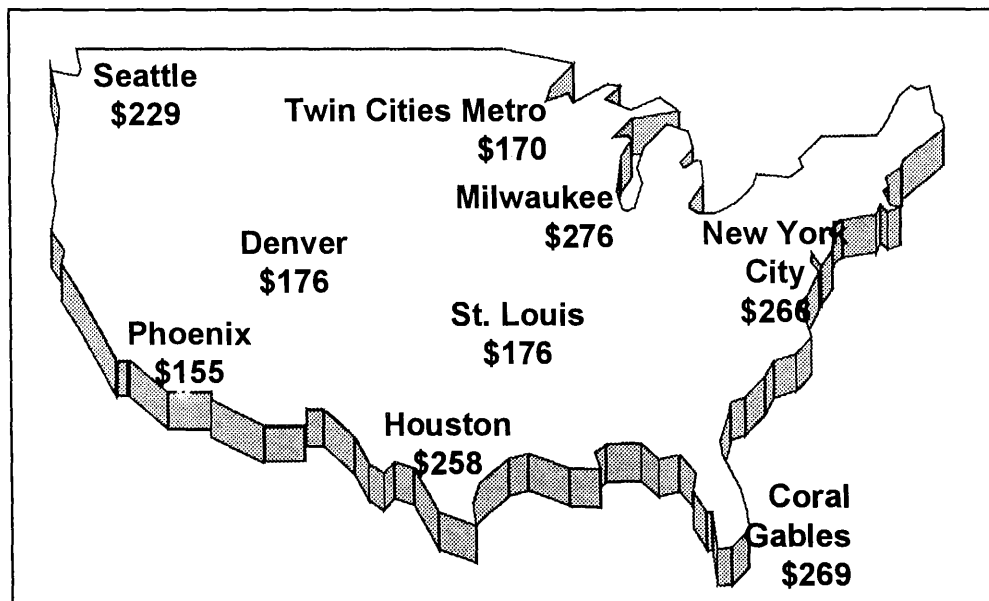 Seattle
$229
Twin Cities Metro
$170
Milwaukee
$276
New York
City
$266
Denver
$176
St. Louis
$176
Phoenix
$155
Houston
$258
Coral
Gables
$269